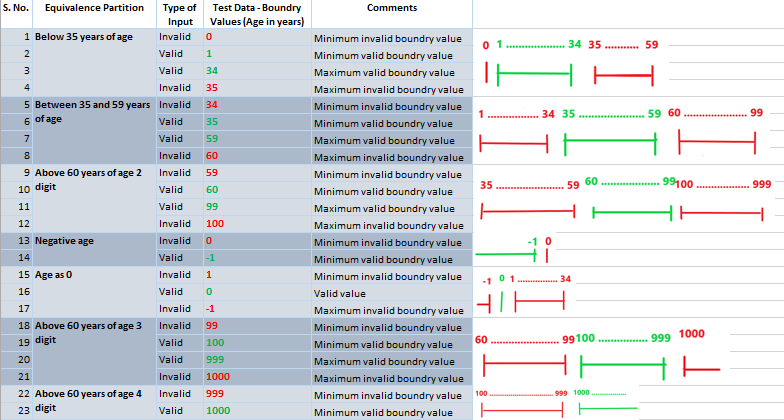 S. No. Equivalence Partition Type of Input Test Data - Boundry Values (Age in years) Comments
1 Below 35 years of age Invalid 0 Minimum invalid boundry value
2 Valid 1 Minimum valid boundry value
3 Valid 34 Maximum valid boundry value
4 Invalid 35 Maximum invalid boundry value
0 1 .................. 34 35 ........... 59
5 Between 35 and 59 years of age Invalid 34 Minimum invalid boundry value
6 Valid 35 Minimum valid boundry value
7 Valid 59 Maximum valid boundry value
8 Invalid 60 Maximum invalid boundry value
1 ................ 34 35 .................... 59 60 .................... 99
9 Above 60 years of age 2 digit Invalid 59 Minimum invalid boundry value
10 Valid 60 Minimum valid boundry value
11 Valid 99 Maximum valid boundry value
12 Invalid 100 Maximum invalid boundry value
35 ..................... 59 60 .................... 99 100 .................. 999
13 Negative age Invalid 0 Minimum invalid boundry value
14 Valid -1 Minimum valid boundry value
-1 0
15 Age as 0 Invalid 1 Minimum invalid boundry value
16 Valid 0 Valid value
17 Invalid -1 Maximum invalid boundry value
-1 0 1 ............... 34
18 Above 60 years of age 3 digit Invalid 99 Minimum invalid boundry value
19 Valid 100 Minimum valid boundry value
20 Valid 999 Maximum valid boundry value
21 Invalid 1000 Maximum invalid boundry value
60 ...................... 99 100 ................. 999 1000
22 Above 60 years of age 4 digit Invalid 999 Minimum invalid boundry value
23 Valid 1000 Minimum valid boundry value
100 ...................... 999 1000 .....................